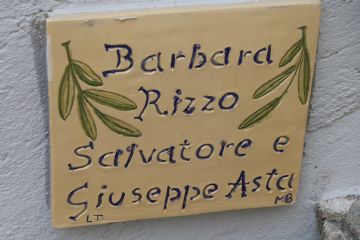 Barbara
Rizzo
Salvatore e
Giuseppe Asta
L.T. MB